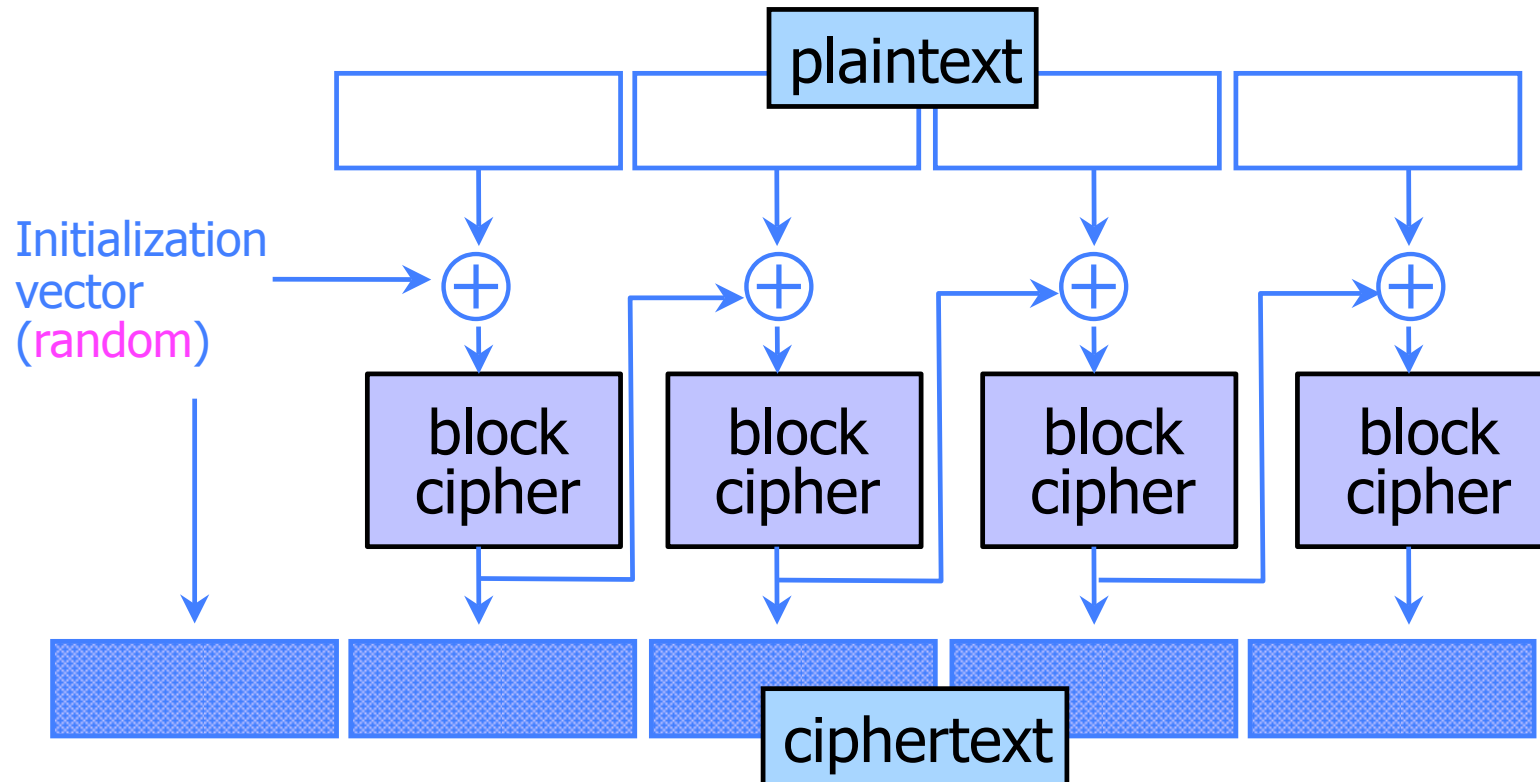 plaintext
Initialization
vector
(random)
block
cipher
block
cipher
block
cipher
block
cipher
ciphertext